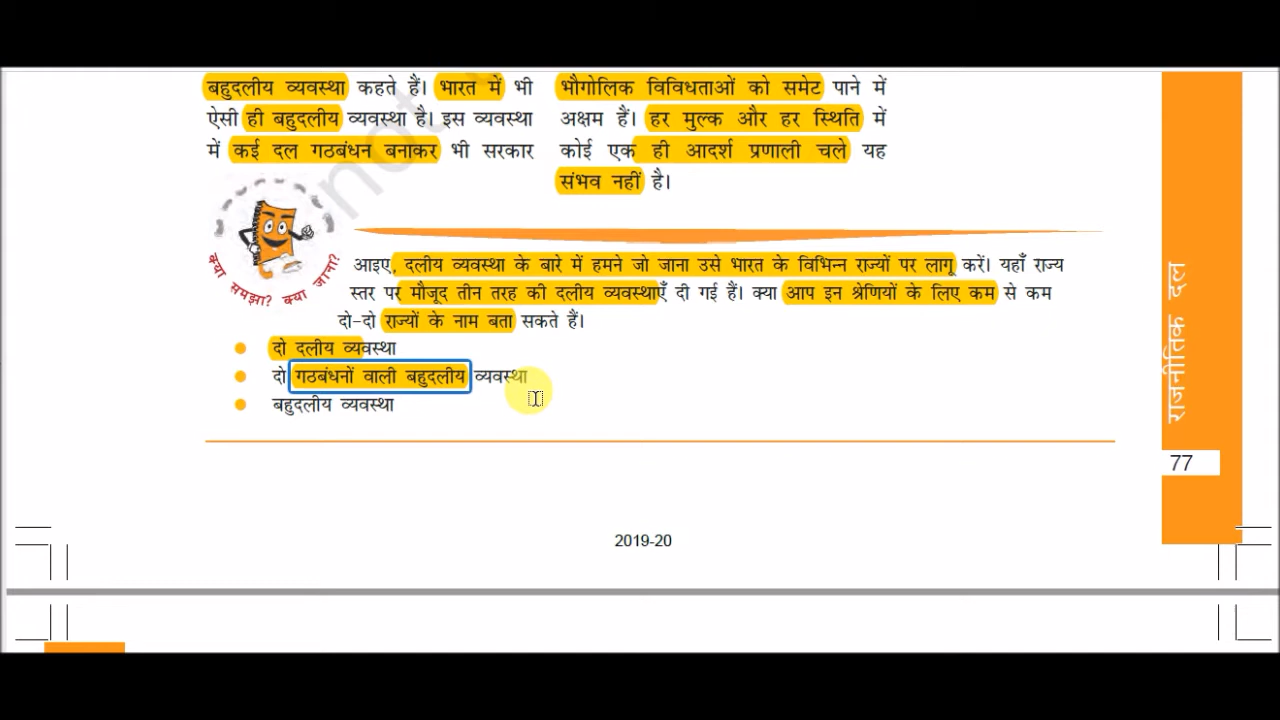 बहुदलीय व्यवस्था कहते हैं। भारत में भी
ऐसी ही बहुदलीय व्यवस्था है। इस व्यवस्था
में कई दल गठबंधन बनाकर भी सरकार
भौगोलिक विविधताओं को समेट पाने में
अक्षम हैं। हर मुल्क और हर स्थिति में
कोई एक ही आदर्श प्रणाली चले यह
संभव नहीं है।
not
क्या समझा? क्या जाना?
आइए, दलीय व्यवस्था के बारे में हमने जो जाना उसे भारत के विभिन्न राज्यों पर लागू करें। यहाँ राज्य
स्तर पर मौजूद तीन तरह की दलीय व्यवस्थाएँ दी गई हैं। क्या आप इन श्रेणियों के लिए कम से कम
दो-दो राज्यों के नाम बता सकते हैं।
दो दलीय व्यवस्था
दो गठबंधनों वाली बहुदलीय व्यवस्था
बहुदलीय व्यवस्था
राजनीतिक दल
77
2019-20